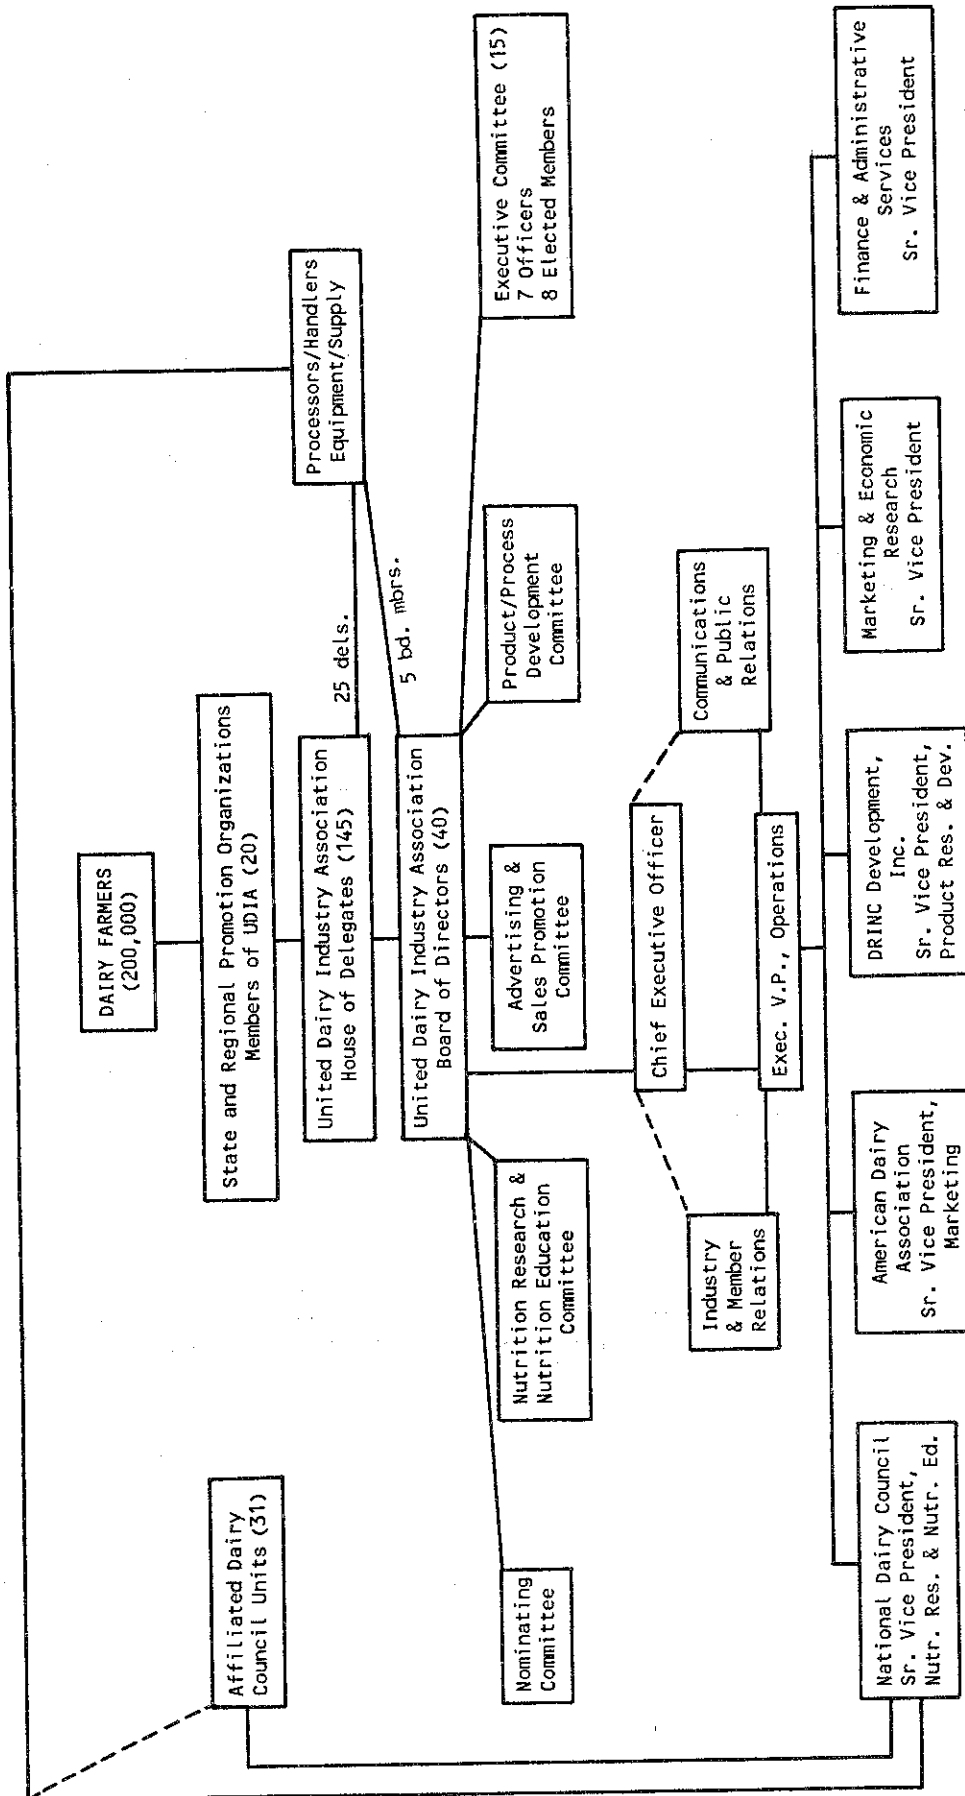 DAIRY FARMERS
(200,000)
State and Regional Promotion Organizations
Members of UDIA (20)
Affiliated Dairy
Council Units (31)
United Dairy Industry Association
House of Delegates (145)
25 dels.
Processors/Handlers
Equipment/Supply
United Dairy Industry Association
Board of Directors (40)
5 bd. mbrs.
Nominating
Committee
Nutrition Research &
Nutrition Education
Committee
Advertising &
Sales Promotion
Committee
Product/Process
Development
Committee
Executive Committee (15)
7 Officers
8 Elected Members
Chief Executive Officer
Industry
& Member
Relations
Communications
& Public
Relations
Exec. V.P., Operations
National Dairy Council
Sr. Vice President,
Nutr. Res. & Nutr. Ed.
American Dairy
Association
Sr. Vice President,
Marketing
DRINC Development,
Inc.
Sr. Vice President,
Product Res. & Dev.
Marketing & Economic
Research
Sr. Vice President
Finance & Administrative
Services
Sr. Vice President